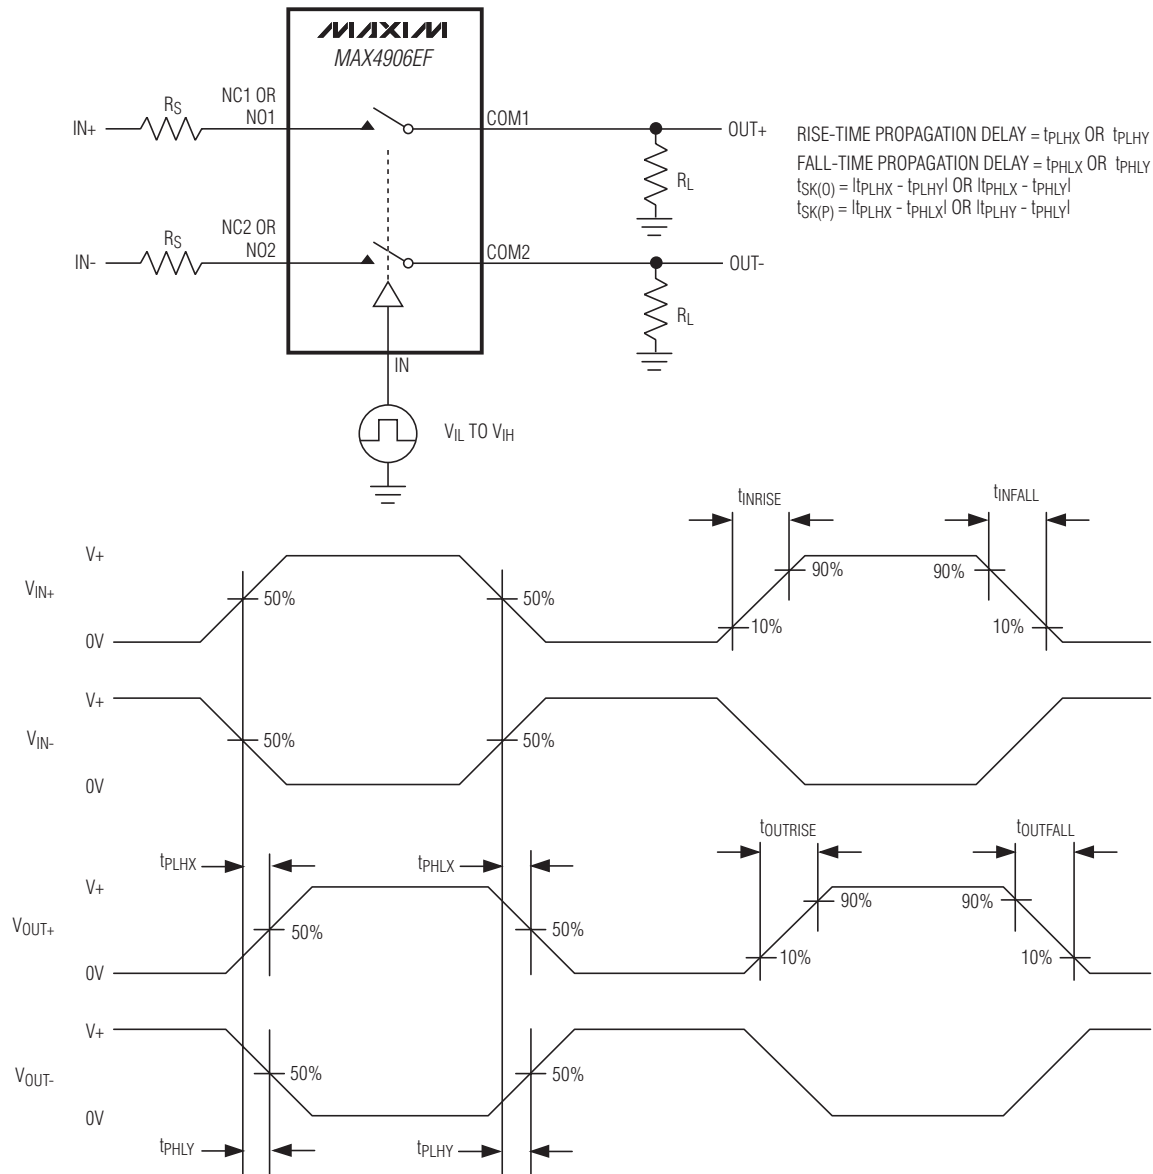 MAXIM
MAX4906EF
IN+
RS
NC1 OR
NO1
COM1
OUT+
RL
IN-
RS
NC2 OR
NO2
COM2
OUT-
RL
IN
VIL TO VIH
RISE-TIME PROPAGATION DELAY = tPLHX OR tPLHY
FALL-TIME PROPAGATION DELAY = tPHLX OR tPHLY
tSK(O) = |tPLHX - tPLHY| OR |tPHLX - tPHLY|
tSK(P) = |tPLHX - tPHLX| OR |tPLHY - tPHLY|
tINRISE
tINFALL
V+
VIN+
0V
50%
50%
90%
10%
90%
10%
V+
VIN-
0V
50%
50%
tPLHX
tPHLX
tOUTRISE
tOUTFALL
V+
VOUT+
0V
50%
50%
90%
10%
90%
10%
V+
VOUT-
0V
50%
50%
tPHLY
tPLHY